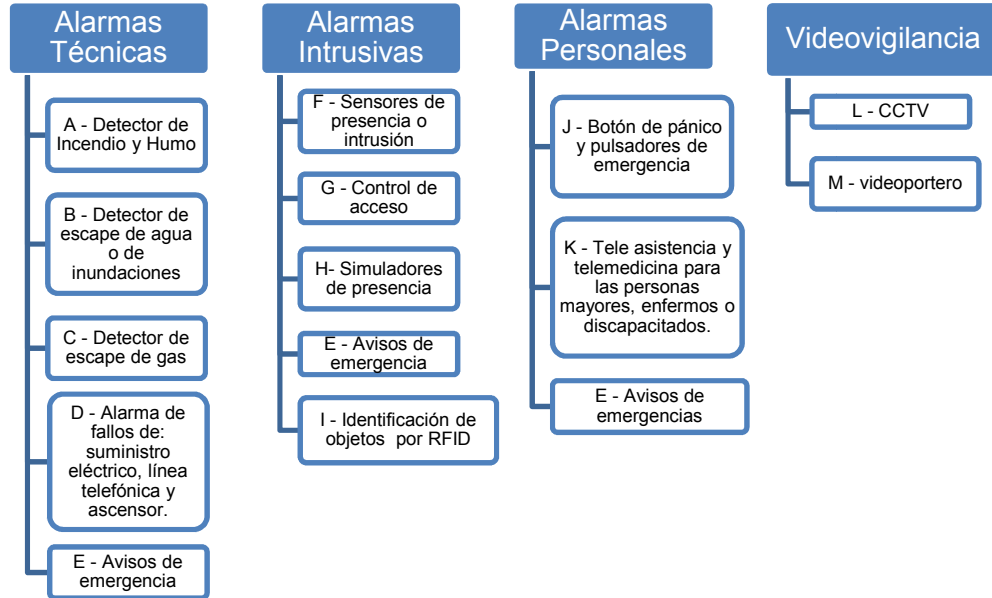 Alarmas
Técnicas
A - Detector de
Incendio y Humo
B - Detector de
escape de agua
o de
inundaciones
C - Detector de
escape de gas
D - Alarma de
fallos de:
suministro
eléctrico, línea
telefónica y
ascensor.
E - Avisos de
emergencia
Alarmas
Intrusivas
F - Sensores de
presencia o
intrusión
G - Control de
acceso
H- Simuladores
de presencia
E - Avisos de
emergencia
I - Identificación de
objetos por RFID
Alarmas
Personales
J - Botón de pánico
y pulsadores de
emergencia
K - Tele asistencia y
telemedicina para
las personas
mayores, enfermos o
discapacitados.
E - Avisos de
emergencias
Videovigilancia
L - CCTV
M - videoportero